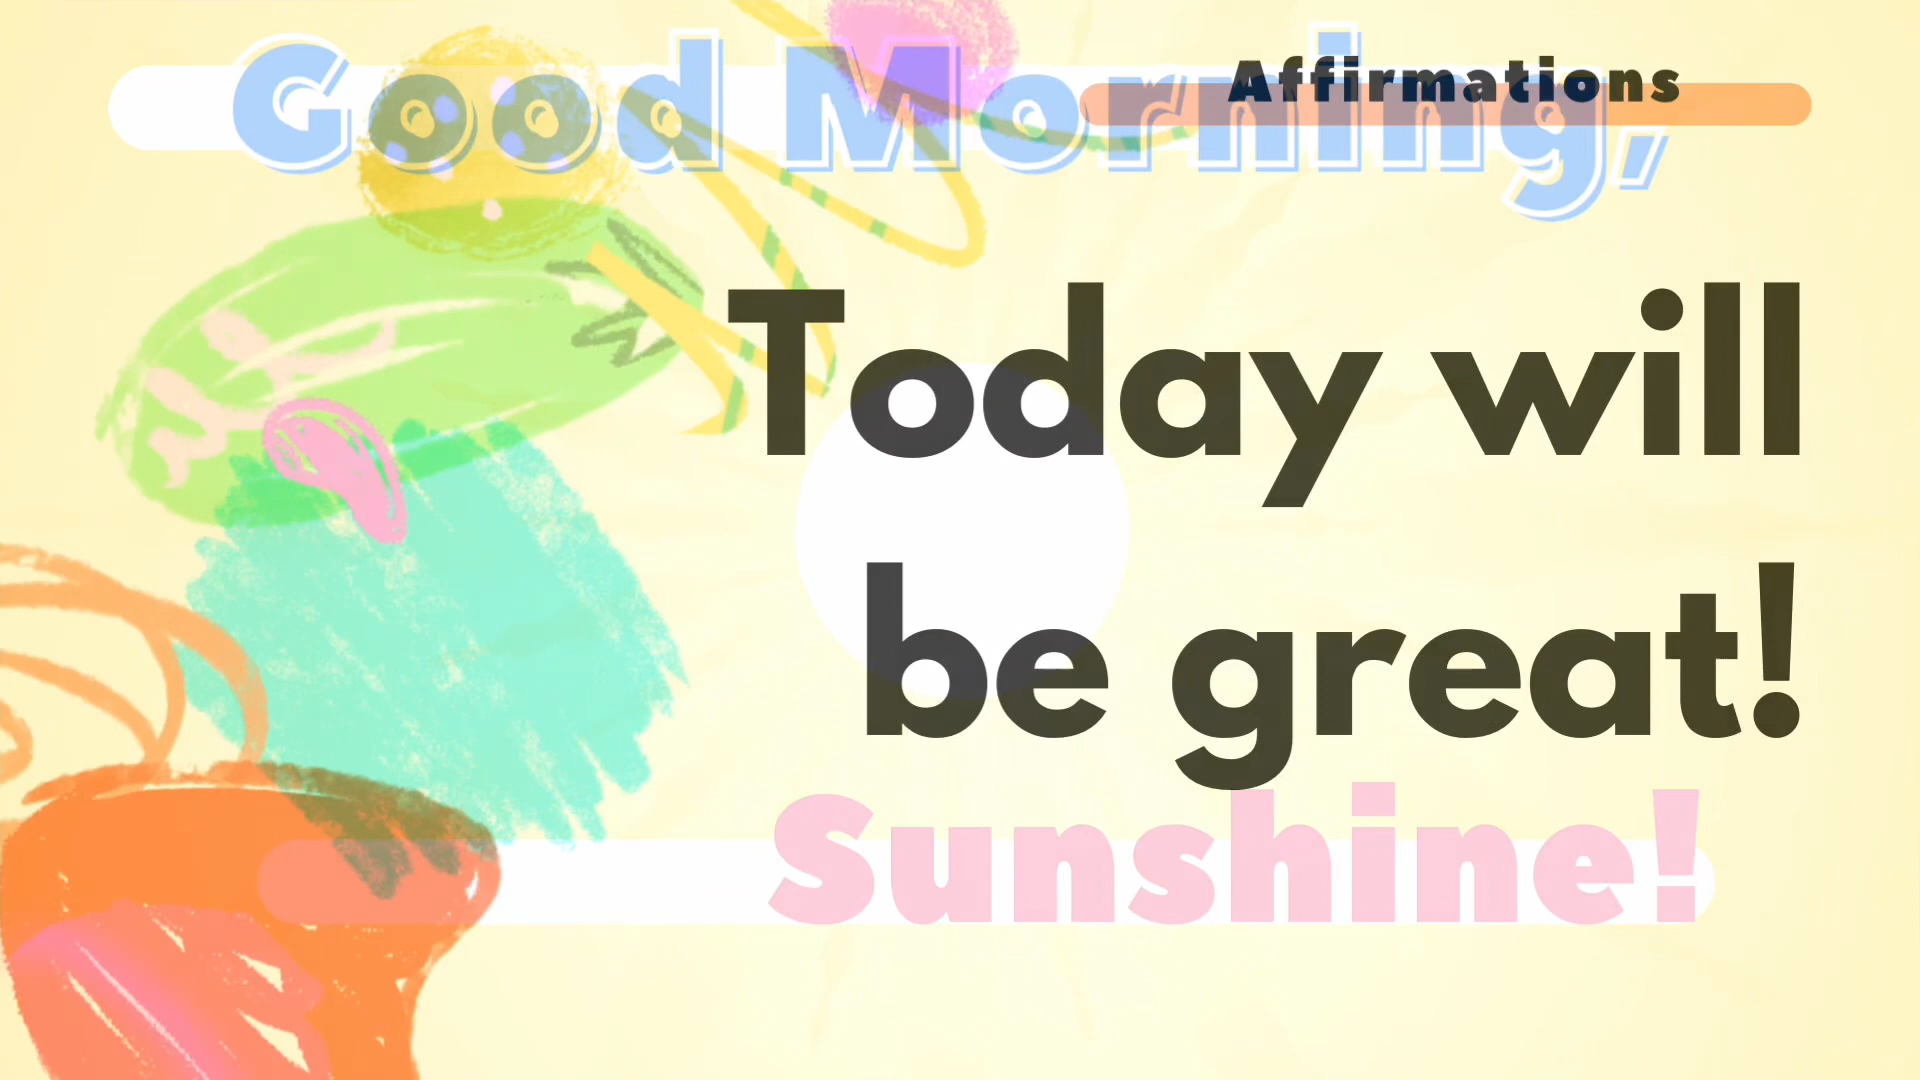 Good Morning,
Affirmations
Today will
be great!
Sunshine!